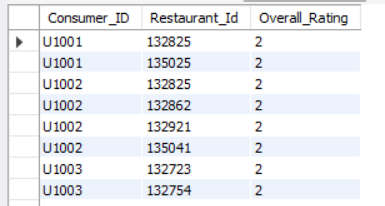 Consumer_ID Restaurant_Id Overall_Rating
U1001 132825 2
U1001 135025 2
U1002 132825 2
U1002 132862 2
U1002 132921 2
U1002 135041 2
U1003 132723 2
U1003 132754 2